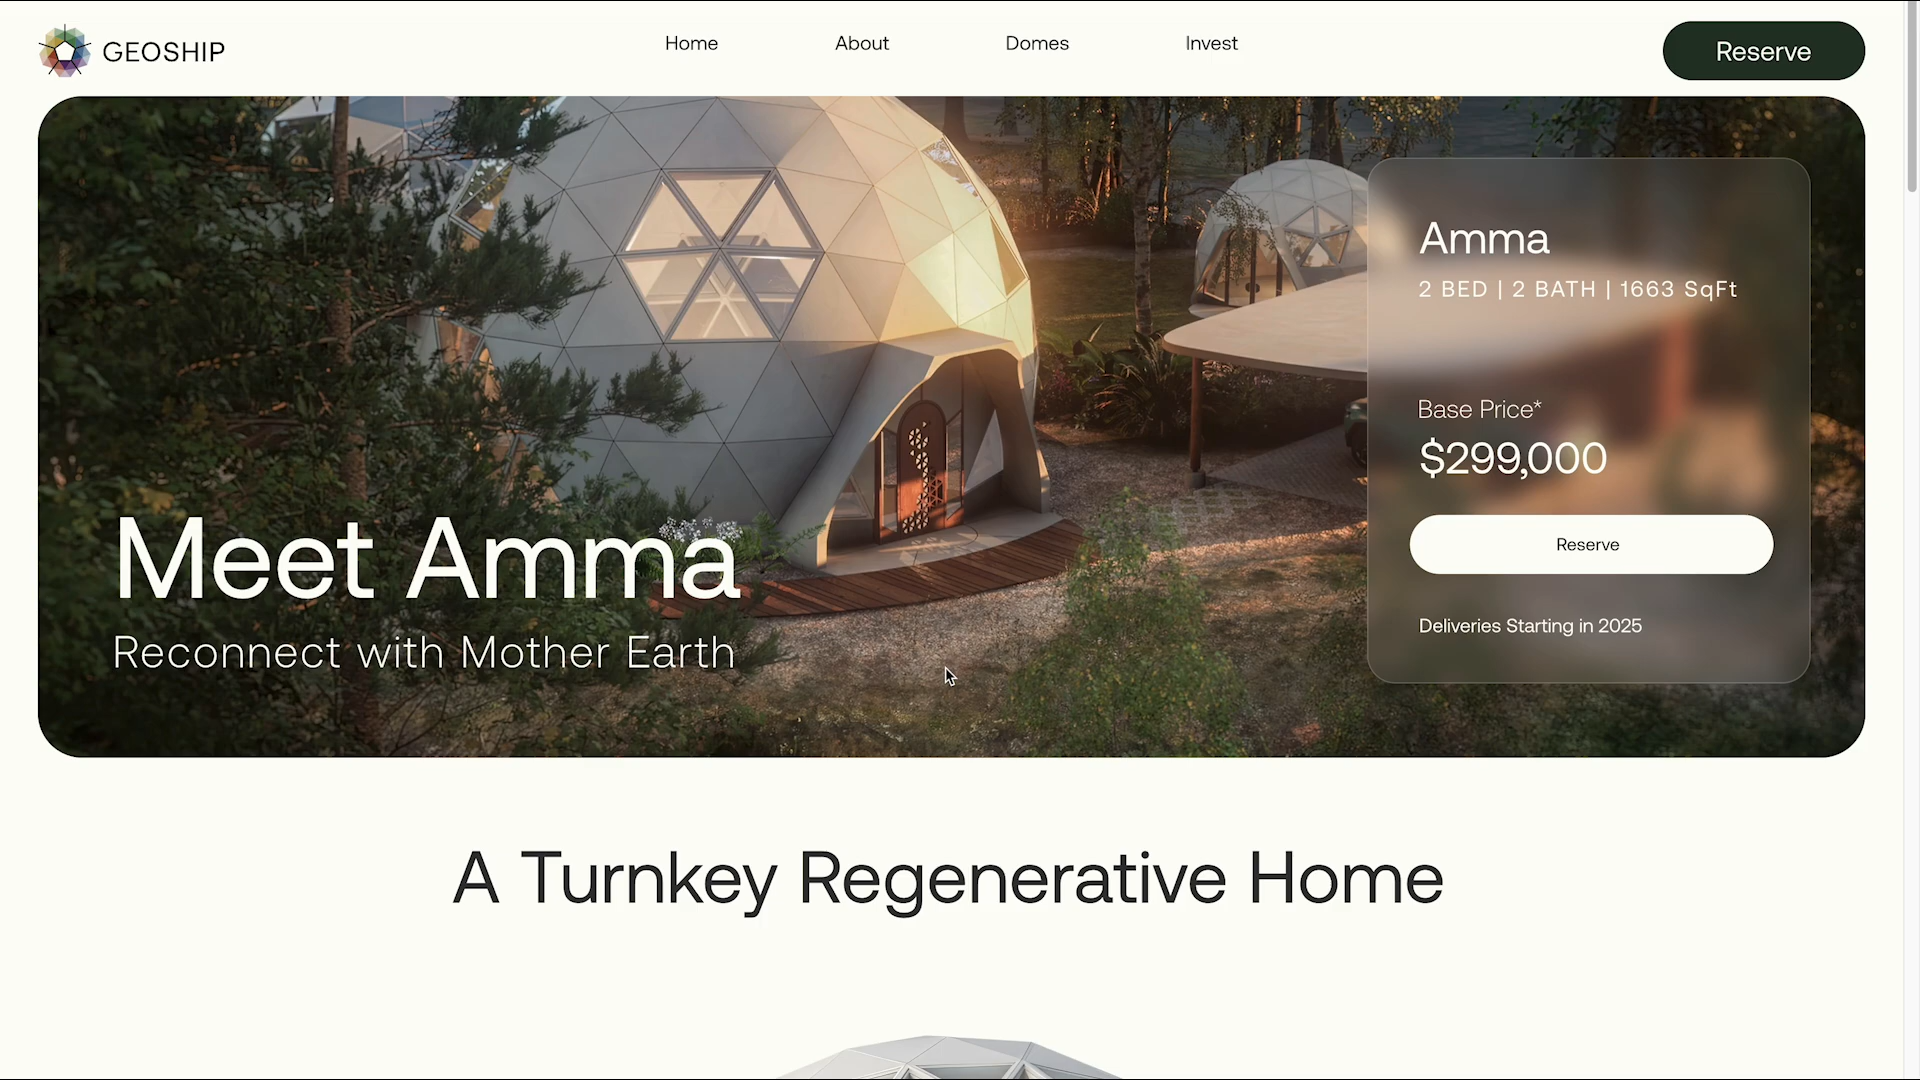 GEOSHIP
Home
About
Domes
Invest
Reserve
Amma
2 BED | 2 BATH | 1663 SqFt
Base Price*
$299,000
Reserve
Deliveries Starting in 2025
Meet Amma
Reconnect with Mother Earth
A Turnkey Regenerative Home